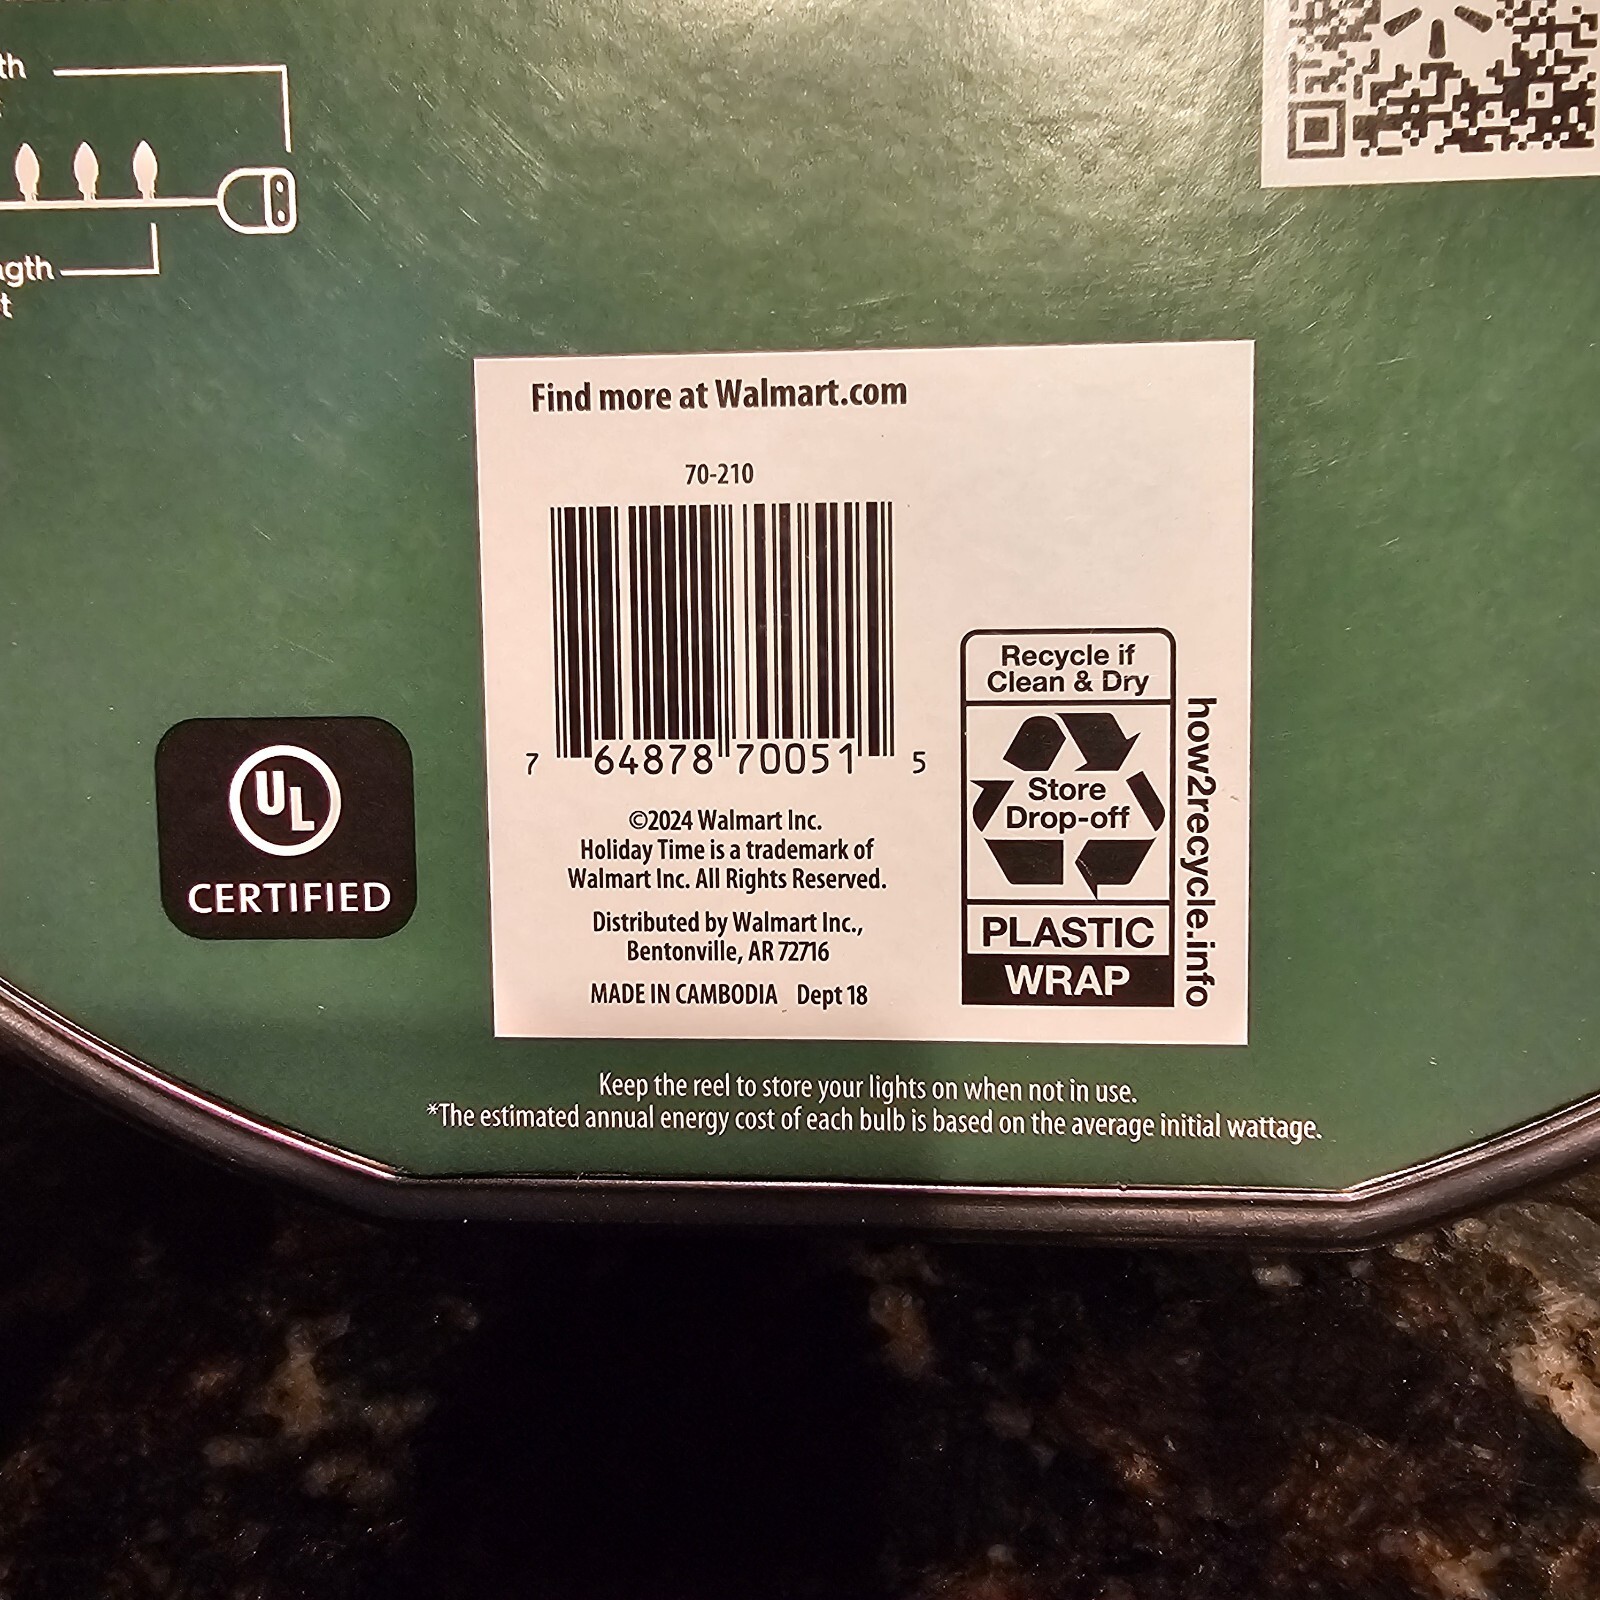 Find more at Walmart.com
70-210
7 64878 70051 5
©2024 Walmart Inc.
Holiday Time is a trademark of
Walmart Inc. All Rights Reserved.
Distributed by Walmart Inc.,
Bentonville, AR 72716
MADE IN CAMBODIA Dept 18
Recycle if
Clean & Dry
Store
Drop-off
PLASTIC
WRAP
how2recycle.info
UL
CERTIFIED
Keep the reel to store your lights on when not in use.
*The estimated annual energy cost of each bulb is based on the average initial wattage.